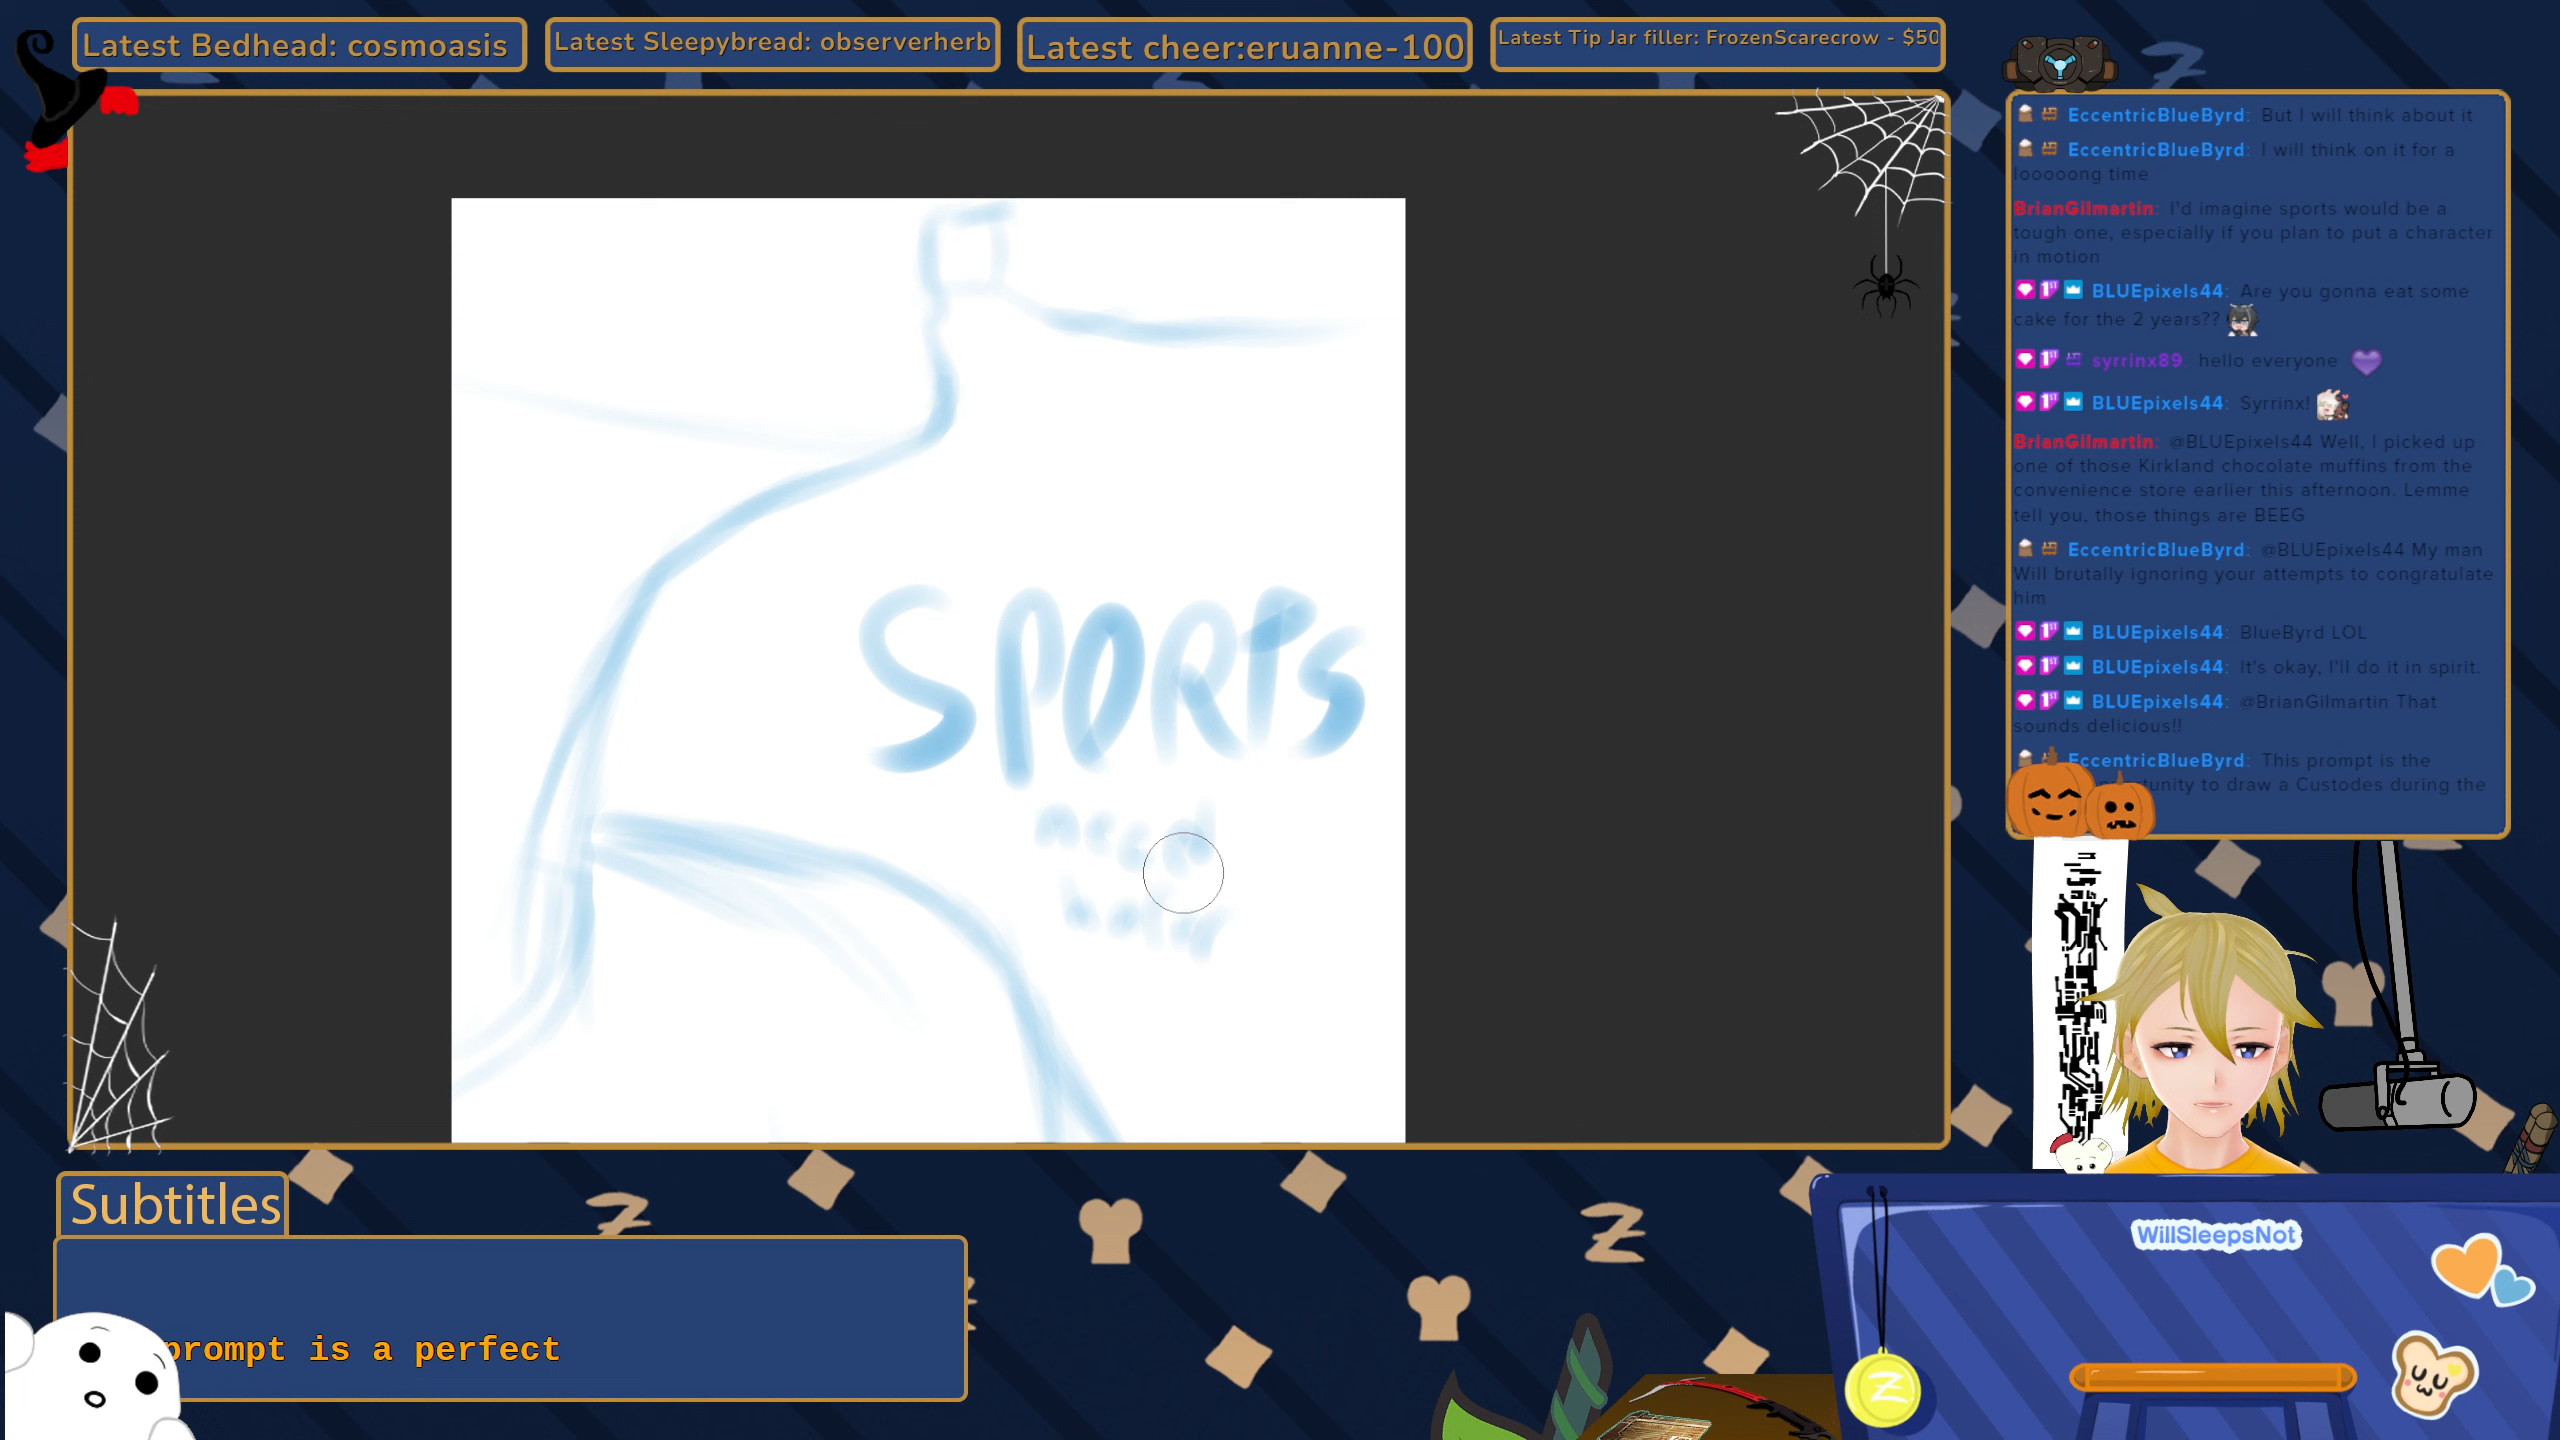 Latest Bedhead: cosmoasis
Latest Sleepybread: observerherb
Latest cheer:eruanne-100
Latest Tip Jar filler: FrozenScarecrow - $50
EccentricBlueByrd: But I will think about it
EccentricBlueByrd: I will think on it for a
looooong time
BrianGilmartin: I'd imagine sports would be a
tough one, especially if you plan to put a character
in motion
BLUEpixels44: Are you gonna eat some
cake for the 2 years??
syrrinx89 hello everyone
BLUEpixels44: Syrrinx!
BrianGilmartin: @BLUEpixels44 Well, I picked up
one of those Kirkland chocolate muffins from the
convenience store earlier this afternoon. Lemme
tell you, those things are BEEG
EccentricBlueByrd: @BLUEpixels44 My man
Will brutally ignoring your attempts to congratulate
him
BLUEpixels44: BlueByrd LOL
BLUEpixels44: It's okay, I'll do it in spirit.
BLUEpixels44: @BrianGilmartin That
sounds delicious!!
EccentricBlueByrd: This prompt is the
to draw a Custodes during the
SPORTS
need
Subtitles
prompt is a perfect
WillSleepsNot
Z